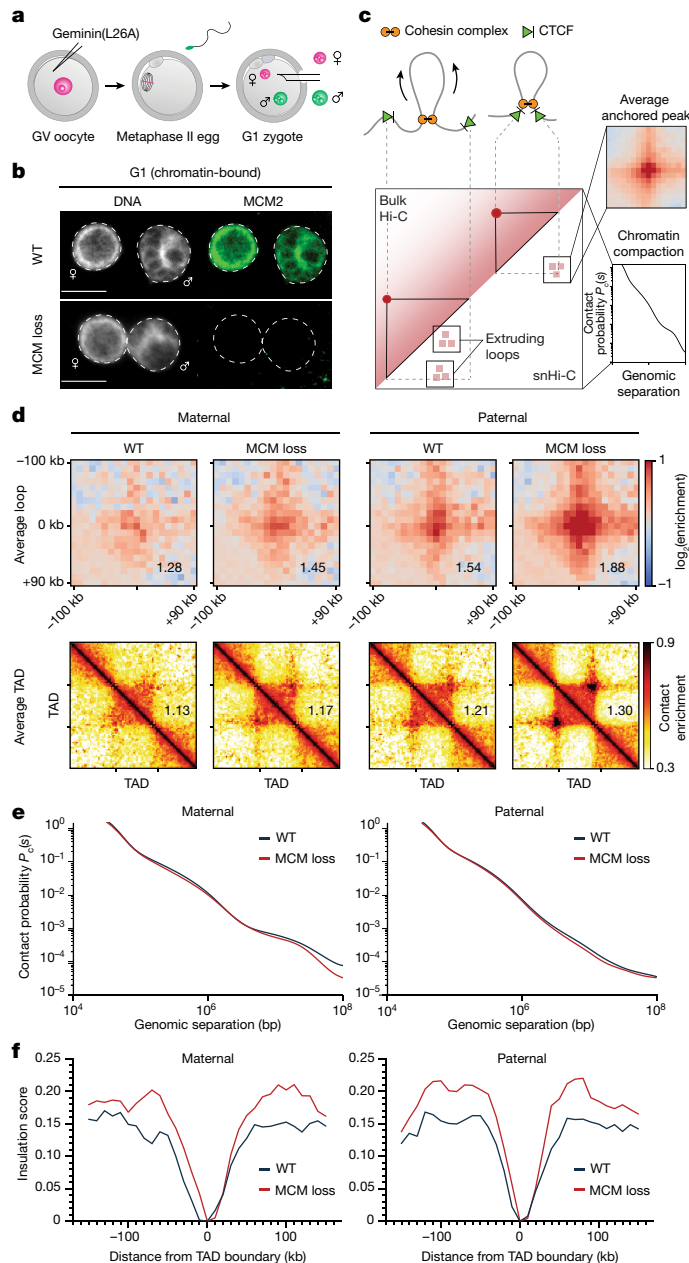 a
Geminin(L26A)
♀
♀
♂
♂
GV oocyte
Metaphase II egg
G1 zygote
b
G1 (chromatin-bound)
DNA
MCM2
WT
♀
♂
MCM loss
♀
♂
c
Cohesin complex
CTCF
Average
anchored peak
Bulk
Hi-C
Extruding
loops
snHi-C
Chromatin
compaction
Contact
probability Pc(s)
Genomic
separation
d
Maternal
Paternal
WT
MCM loss
WT
MCM loss
−100 kb
0 kb
+90 kb
Average loop
1.28
1.45
1.54
1.88
−100 kb
+90 kb
−100 kb
+90 kb
−100 kb
+90 kb
−100 kb
+90 kb
1
−1
log2(enrichment)
Average TAD
TAD
1.13
1.17
1.21
1.30
TAD
TAD
TAD
TAD
0.9
0.3
Contact
enrichment
e
Maternal
Paternal
Contact probability Pc(s)
10^0
10^−1
10^−2
10^−3
10^−4
10^−5
WT
MCM loss
10^4
10^6
10^8
Genomic separation (bp)
10^0
10^−1
10^−2
10^−3
10^−4
10^−5
WT
MCM loss
10^4
10^6
10^8
Genomic separation (bp)
f
Maternal
Paternal
Insulation score
0.25
0.20
0.15
0.10
0.05
0
WT
MCM loss
−100
0
100
Distance from TAD boundary (kb)
0.25
0.20
0.15
0.10
0.05
0
WT
MCM loss
−100
0
100
Distance from TAD boundary (kb)